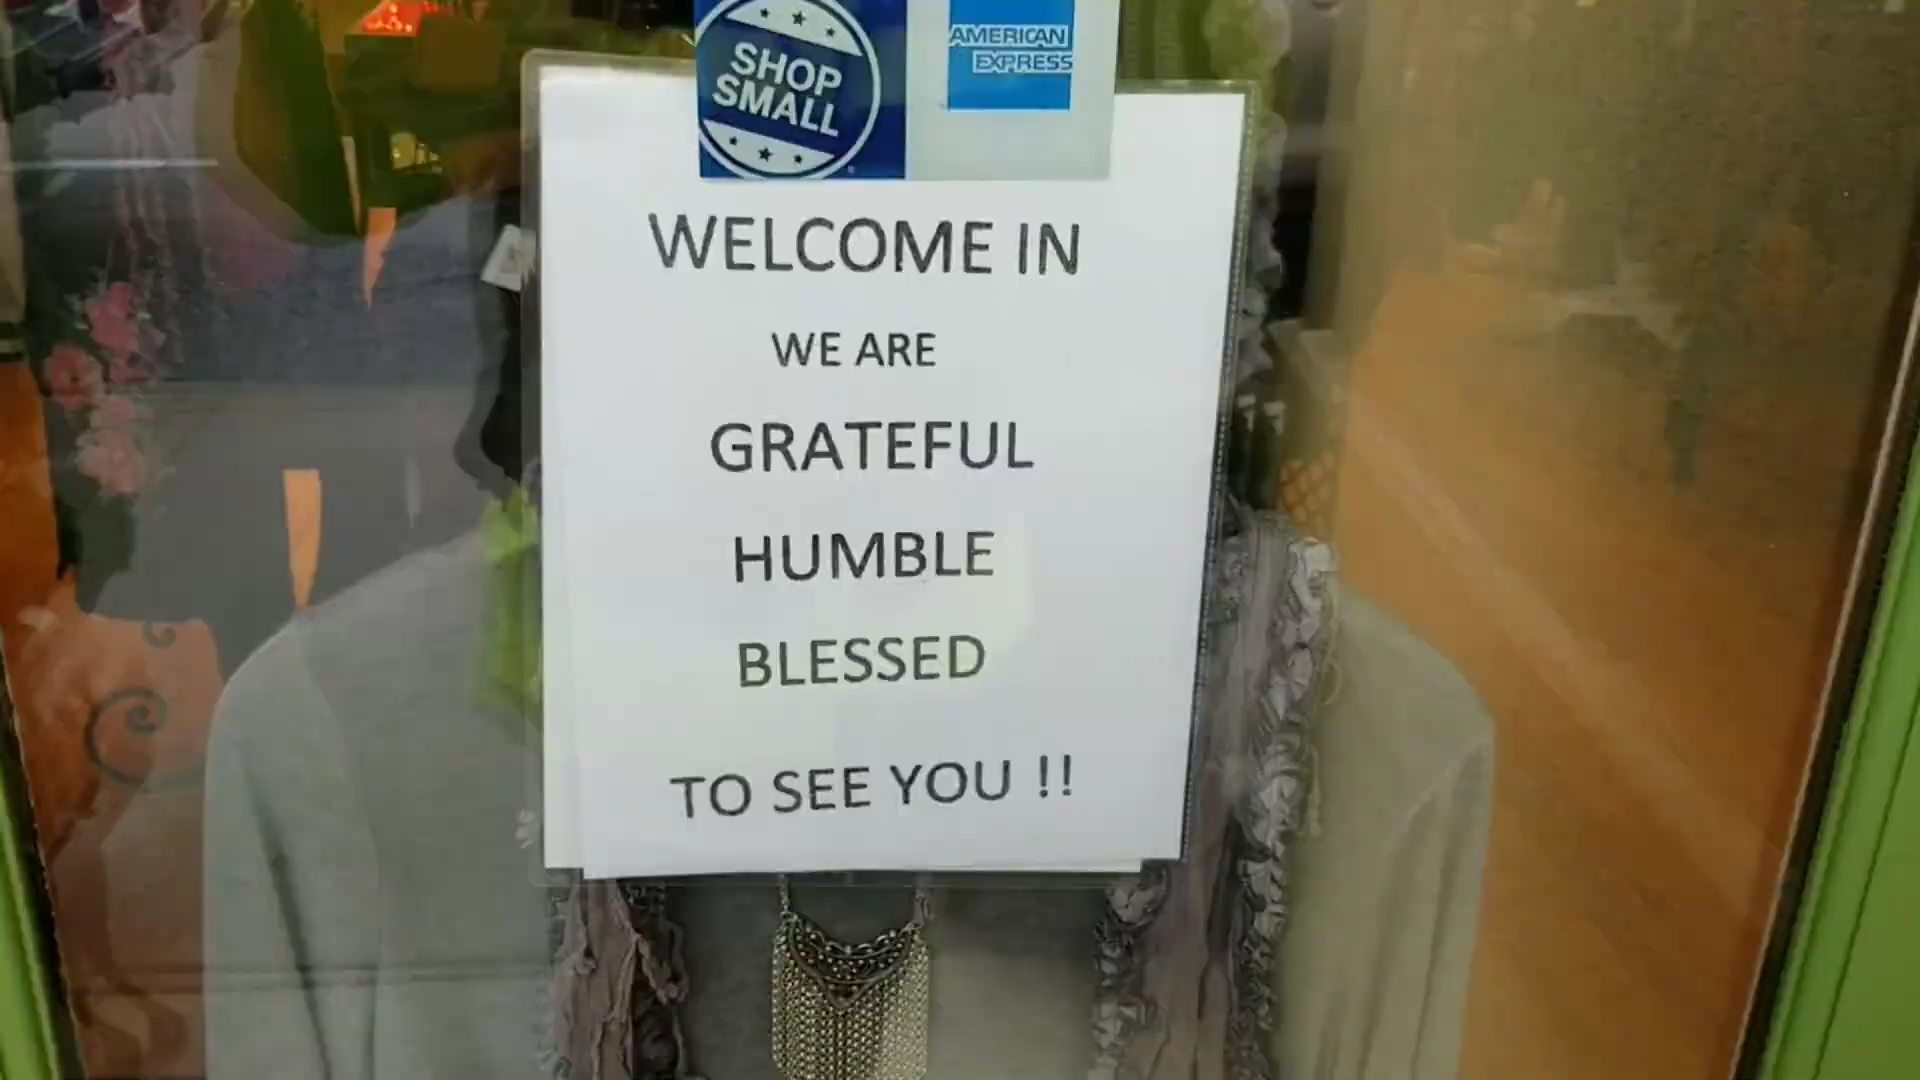 SHOP
SMALL
AMERICAN
EXPRESS
WELCOME IN
WE ARE
GRATEFUL
HUMBLE
BLESSED
TO SEE YOU !!